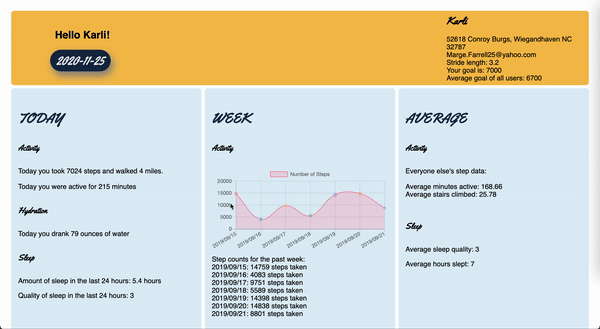 Hello Karli!
2020-11-25
Karli
52618 Conroy Burgs, Wiegandhaven NC
32787
Marge.Farrell25@yahoo.com
Stride length: 3.2
Your goal is: 7000
Average goal of all users: 6700
TODAY
Activity
Today you took 7024 steps and walked 4 miles.
Today you were active for 215 minutes
Hydration
Today you drank 79 ounces of water
Sleep
Amount of sleep in the last 24 hours: 5.4 hours
Quality of sleep in the last 24 hours: 3
WEEK
Activity
Number of Steps
20000
15000
10000
5000
0
2019/09/15
2019/09/16
2019/09/17
2019/09/18
2019/09/19
2019/09/20
2019/09/21
Step counts for the past week:
2019/09/15: 14759 steps taken
2019/09/16: 4083 steps taken
2019/09/17: 9751 steps taken
2019/09/18: 5589 steps taken
2019/09/19: 14398 steps taken
2019/09/20: 14838 steps taken
2019/09/21: 8801 steps taken
AVERAGE
Activity
Everyone else's step data:
Average minutes active: 168.66
Average stairs climbed: 25.78
Sleep
Average sleep quality: 3
Average hours slept: 7